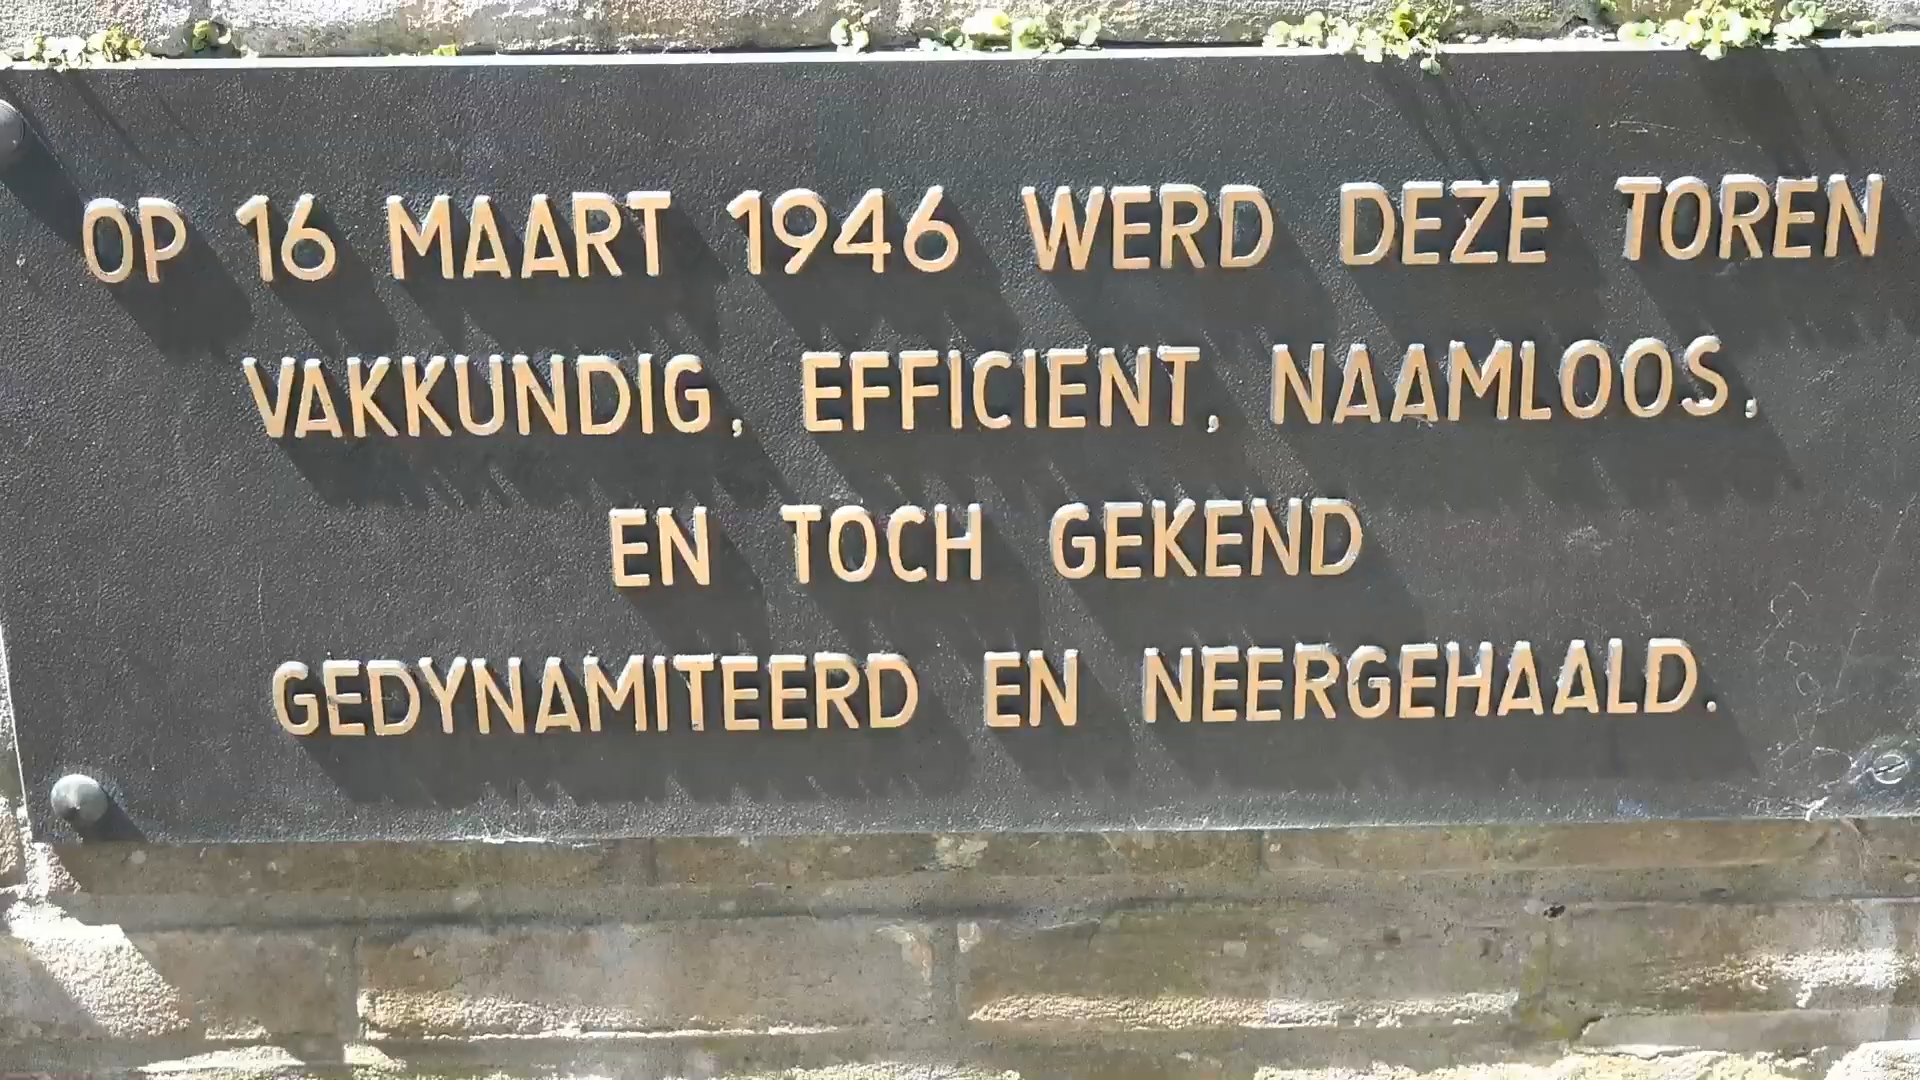 OP 16 MAART 1946 WERD DEZE TOREN
VAKKUNDIG, EFFICIENT, NAAMLOOS,
EN TOCH GEKEND
GEDYNAMITEERD EN NEERGEHAALD.